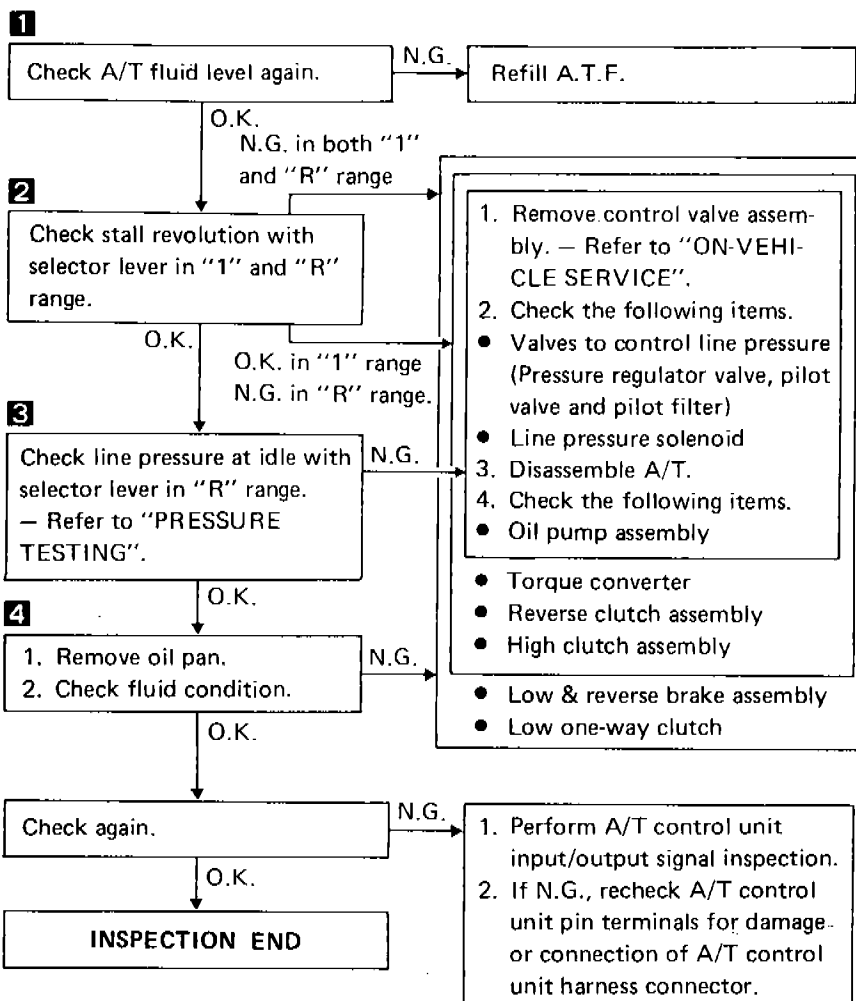 1
Check A/T fluid level again.
N.G.
Refill A.T.F.
O.K.
N.G. in both "1"
and "R" range
2
Check stall revolution with
selector lever in "1" and "R"
range.
O.K.
O.K. in "1" range
N.G. in "R" range.
3
Check line pressure at idle with
selector lever in "R" range.
— Refer to "PRESSURE
TESTING".
N.G.
O.K.
1. Remove control valve assem-
bly. — Refer to "ON-VEHI-
CLE SERVICE".
2. Check the following items.
● Valves to control line pressure
(Pressure regulator valve, pilot
valve and pilot filter)
● Line pressure solenoid
3. Disassemble A/T.
4. Check the following items.
● Oil pump assembly
● Torque converter
● Reverse clutch assembly
● High clutch assembly
● Low & reverse brake assembly
● Low one-way clutch
4
1. Remove oil pan.
2. Check fluid condition.
N.G.
O.K.
Check again.
N.G.
O.K.
INSPECTION END
1. Perform A/T control unit
input/output signal inspection.
2. If N.G., recheck A/T control
unit pin terminals for damage
or connection of A/T control
unit harness connector.